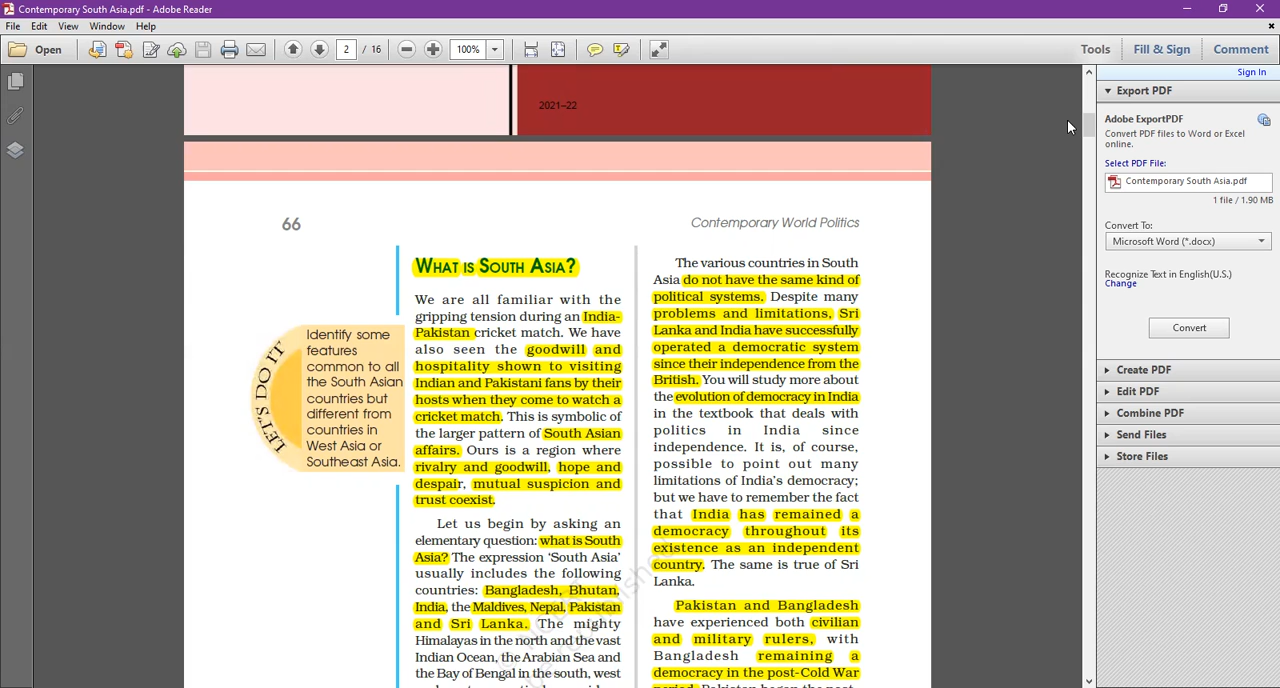 Contemporary South Asia.pdf - Adobe Reader
File Edit View Window Help
Open 2 / 16 100% Tools Fill & Sign Comment
Sign In
Export PDF
Adobe ExportPDF
Convert PDF files to Word or Excel
online.
Select PDF File:
Contemporary South Asia.pdf
1 file / 1.90 MB
Convert To:
Microsoft Word (*.docx)
Recognize Text in English(U.S.)
Change
Convert
Create PDF
Edit PDF
Combine PDF
Send Files
Store Files
2021–22
66
Contemporary World Politics
LET'S DO IT
Identify some
features
common to all
the South Asian
countries but
different from
countries in
West Asia or
Southeast Asia.
WHAT IS SOUTH ASIA?
We are all familiar with the
gripping tension during an India-
Pakistan cricket match. We have
also seen the goodwill and
hospitality shown to visiting
Indian and Pakistani fans by their
hosts when they come to watch a
cricket match. This is symbolic of
the larger pattern of South Asian
affairs. Ours is a region where
rivalry and goodwill, hope and
despair, mutual suspicion and
trust coexist.
Let us begin by asking an
elementary question: what is South
Asia? The expression ‘South Asia’
usually includes the following
countries: Bangladesh, Bhutan,
India, the Maldives, Nepal, Pakistan
and Sri Lanka. The mighty
Himalayas in the north and the vast
Indian Ocean, the Arabian Sea and
the Bay of Bengal in the south, west
The various countries in South
Asia do not have the same kind of
political systems. Despite many
problems and limitations, Sri
Lanka and India have successfully
operated a democratic system
since their independence from the
British. You will study more about
the evolution of democracy in India
in the textbook that deals with
politics in India since
independence. It is, of course,
possible to point out many
limitations of India's democracy;
but we have to remember the fact
that India has remained a
democracy throughout its
existence as an independent
country. The same is true of Sri
Lanka.
Pakistan and Bangladesh
have experienced both civilian
and military rulers, with
Bangladesh remaining a
democracy in the post-Cold War